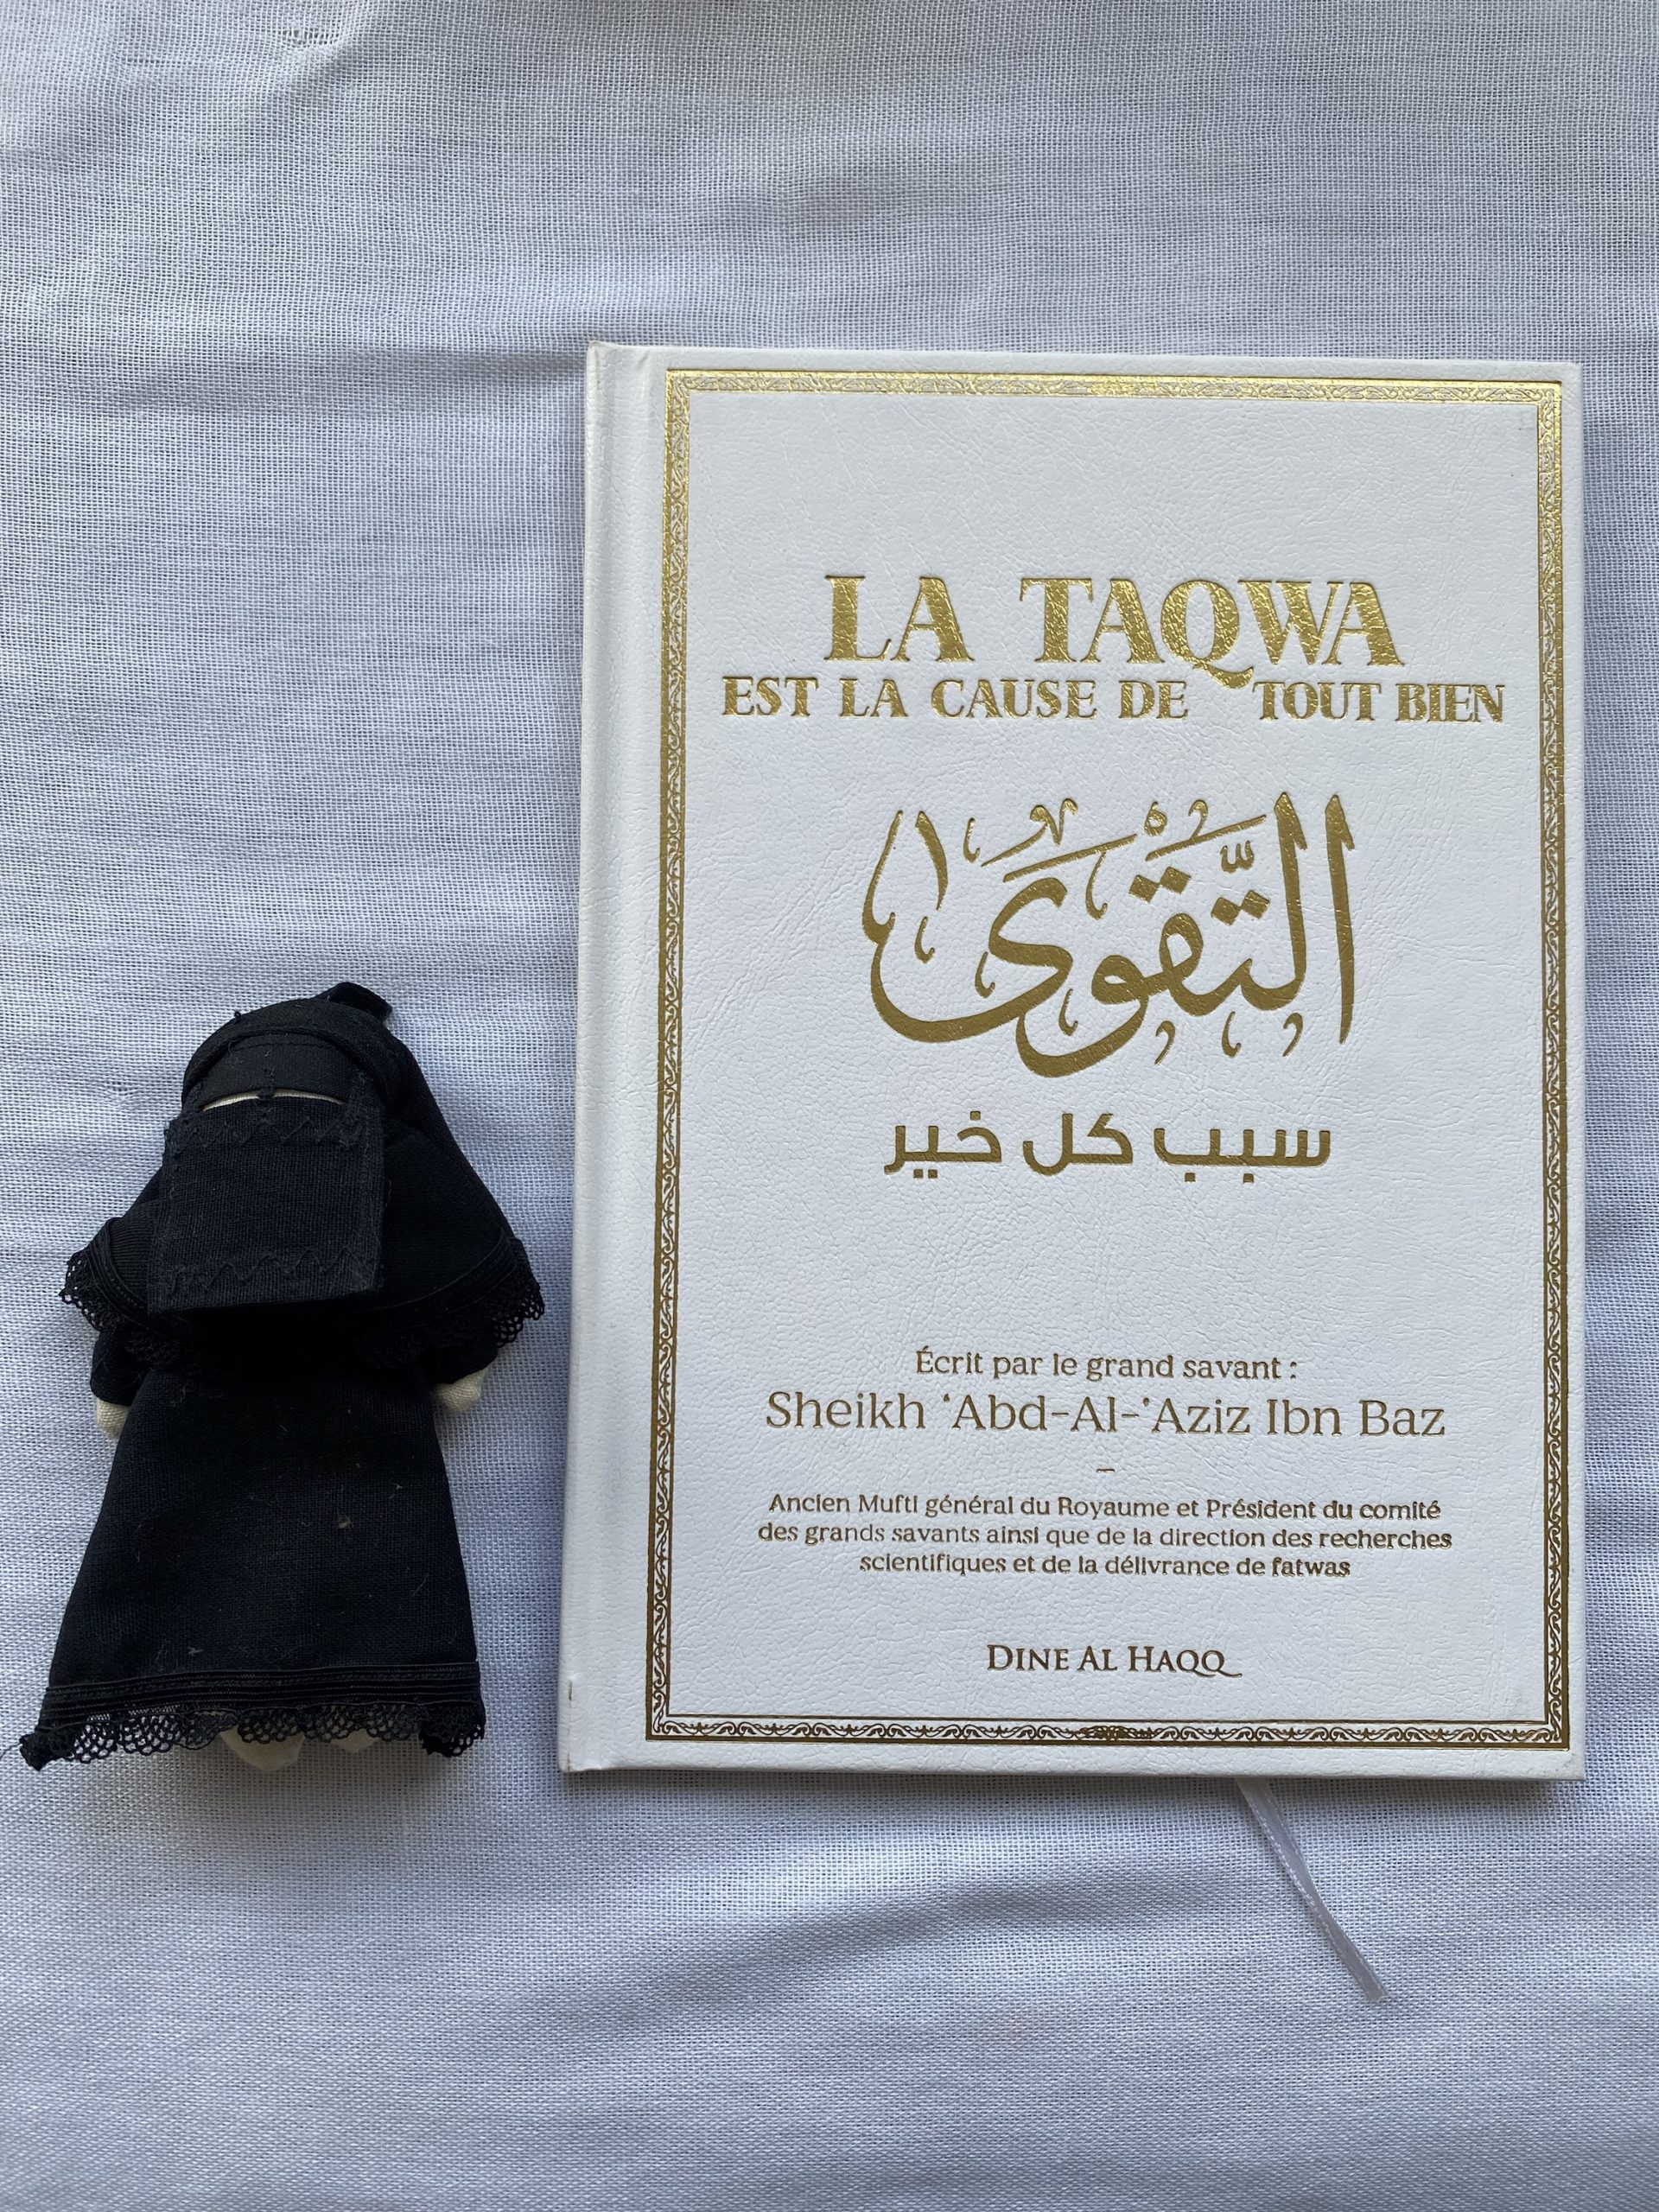 LA TAQWA
EST LA CAUSE DE TOUT BIEN
التَّقْوَى
سبب كل خير
Écrit par le grand savant :
Sheikh ‘Abd-Al-‘Aziz Ibn Baz
–
Ancien Mufti général du Royaume et Président du comité
des grands savants ainsi que de la direction des recherches
scientifiques et de la délivrance de fatwas
DINE AL HAQQ